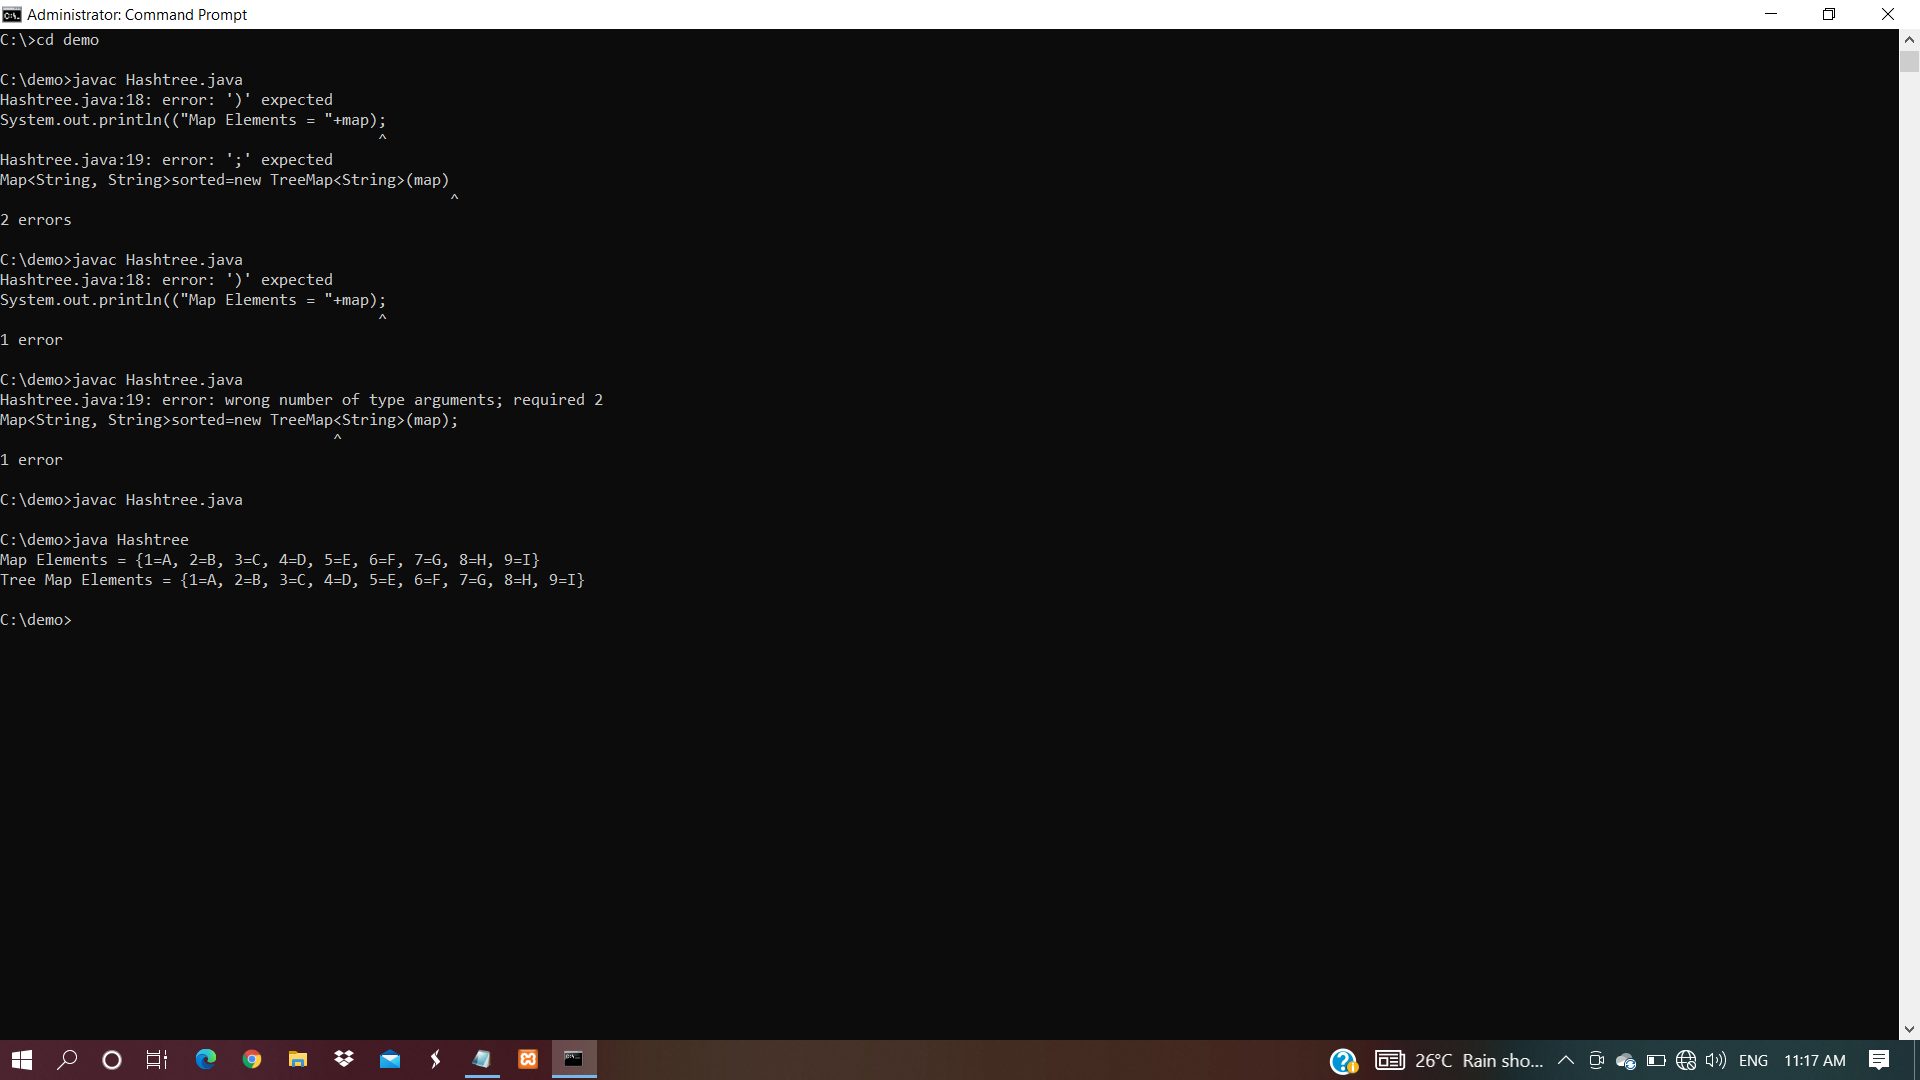 Administrator: Command Prompt
C:\>cd demo
C:\demo>javac Hashtree.java
Hashtree.java:18: error: ')' expected
System.out.println(("Map Elements = "+map);
^
Hashtree.java:19: error: ';' expected
Map<String, String>sorted=new TreeMap<String>(map)
^
2 errors
C:\demo>javac Hashtree.java
Hashtree.java:18: error: ')' expected
System.out.println(("Map Elements = "+map);
^
1 error
C:\demo>javac Hashtree.java
Hashtree.java:19: error: wrong number of type arguments; required 2
Map<String, String>sorted=new TreeMap<String>(map);
^
1 error
C:\demo>javac Hashtree.java
C:\demo>java Hashtree
Map Elements = {1=A, 2=B, 3=C, 4=D, 5=E, 6=F, 7=G, 8=H, 9=I}
Tree Map Elements = {1=A, 2=B, 3=C, 4=D, 5=E, 6=F, 7=G, 8=H, 9=I}
C:\demo>
26°C Rain sho... ENG 11:17 AM